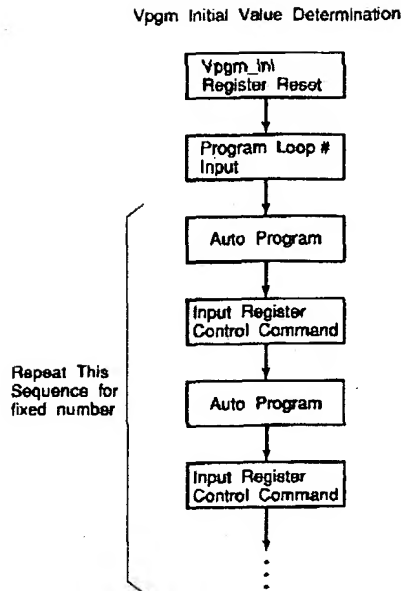 Vpgm Initial Value Determination
Vpgm_ini
Register Reset
Program Loop #
Input
Auto Program
Input Register
Control Command
Repeat This
Sequence for
fixed number
Auto Program
Input Register
Control Command